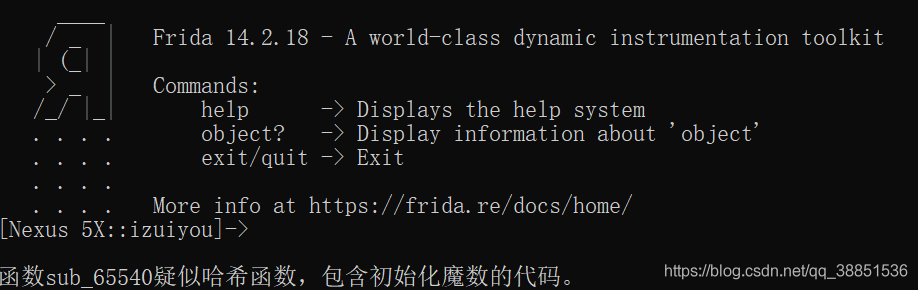 Frida 14.2.18 - A world-class dynamic instrumentation toolkit
Commands:
help -> Displays the help system
object? -> Display information about 'object'
exit/quit -> Exit
More info at https://frida.re/docs/home/
[Nexus 5X::izuiyou]->
函数sub_65540疑似哈希函数，包含初始化魔数的代码。
https://blog.csdn.net/qq_38851536